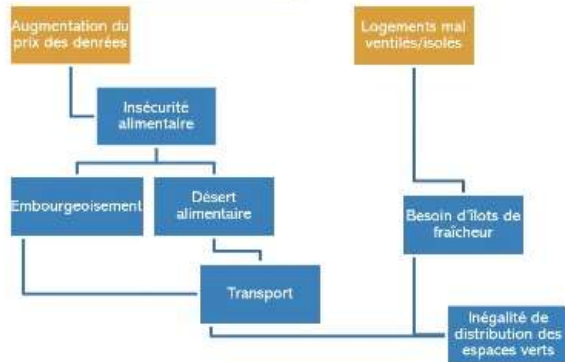 Augmentation du
prix des denrées
Logements mal
ventilés/isolés
Insécurité
alimentaire
Embourgeoisement
Désert
alimentaire
Besoin d'îlots de
fraîcheur
Transport
Inégalité de
distribution des
espaces verts